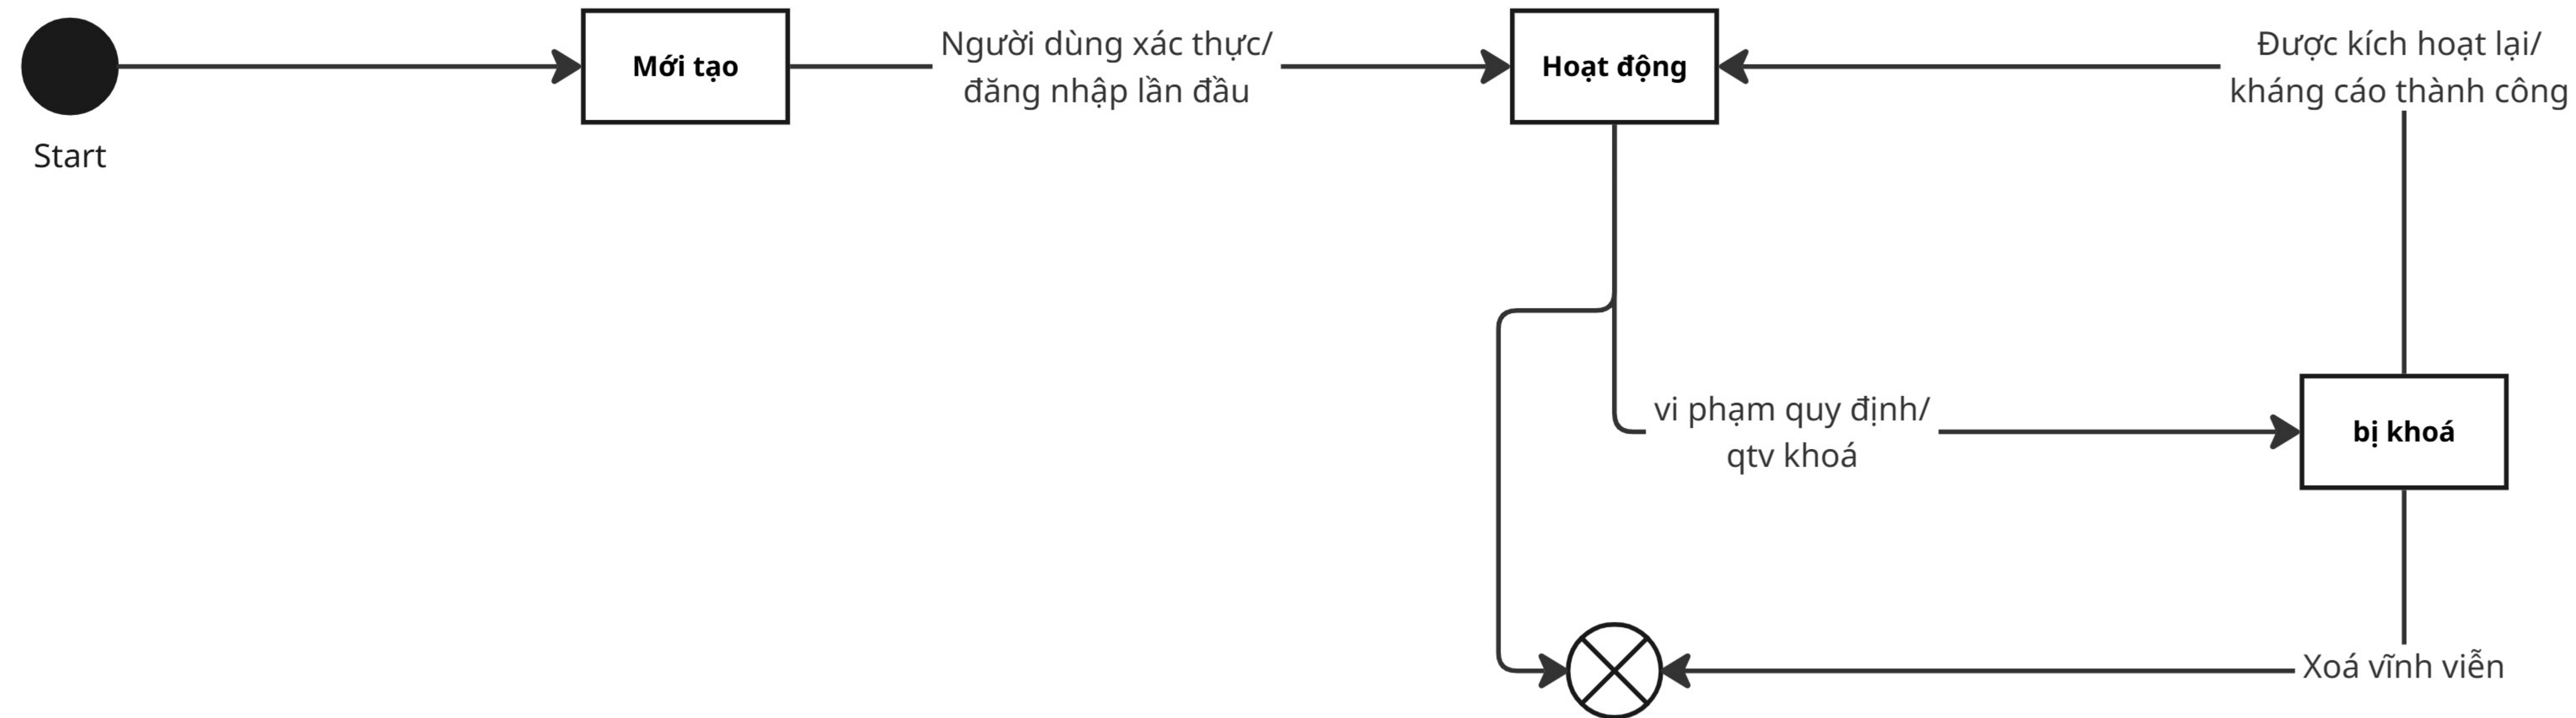 Start
Mới tạo
Người dùng xác thực/
đăng nhập lần đầu
Hoạt động
Được kích hoạt lại/
kháng cáo thành công
vi phạm quy định/
qtv khoá
bị khoá
Xoá vĩnh viễn